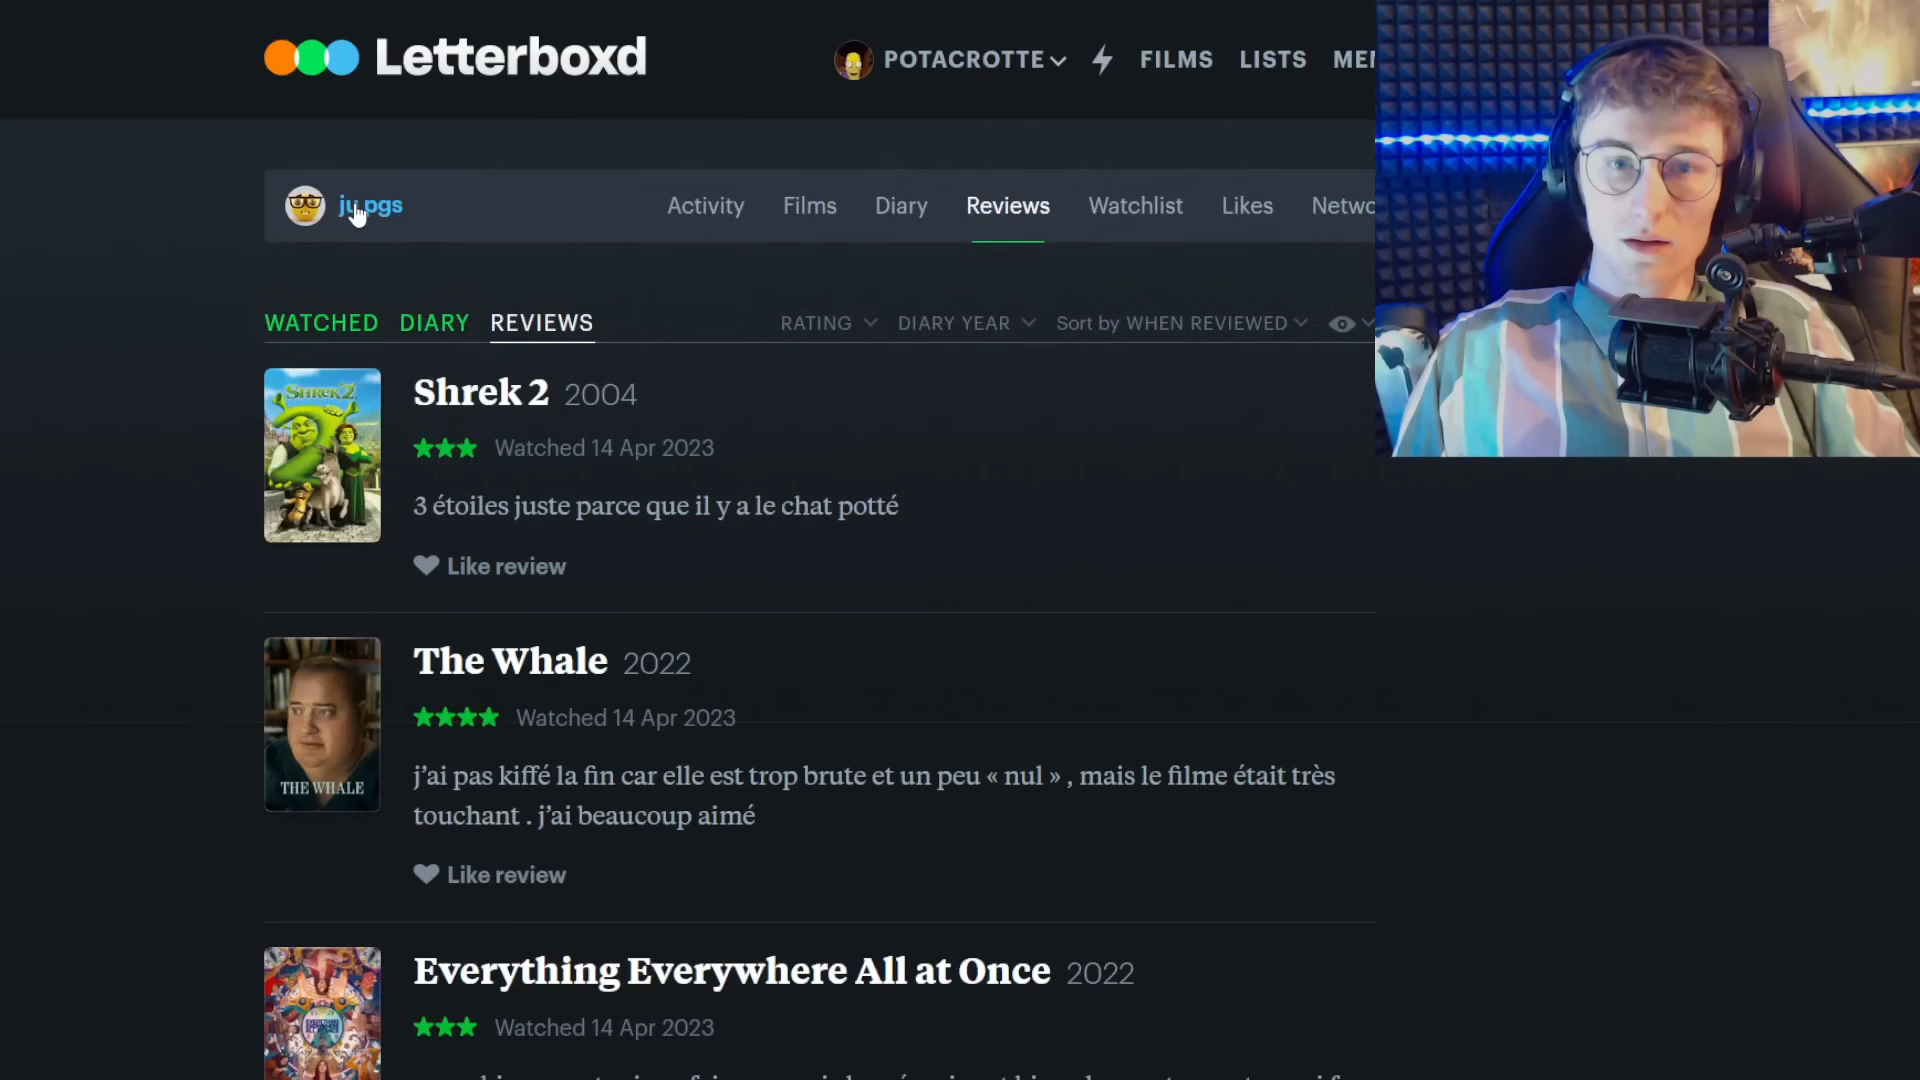 Letterboxd
POTACROTTE
FILMS
LISTS
ju.pgs
Activity
Films
Diary
Reviews
Watchlist
Likes
WATCHED
DIARY
REVIEWS
RATING
DIARY YEAR
Sort by WHEN REVIEWED
SHREK 2
Shrek 2 2004
Watched 14 Apr 2023
3 étoiles juste parce que il y a le chat potté
Like review
THE WHALE
The Whale 2022
Watched 14 Apr 2023
j’ai pas kiffé la fin car elle est trop brute et un peu « nul » , mais le filme était très
touchant . j’ai beaucoup aimé
Like review
Everything Everywhere All at Once 2022
Watched 14 Apr 2023